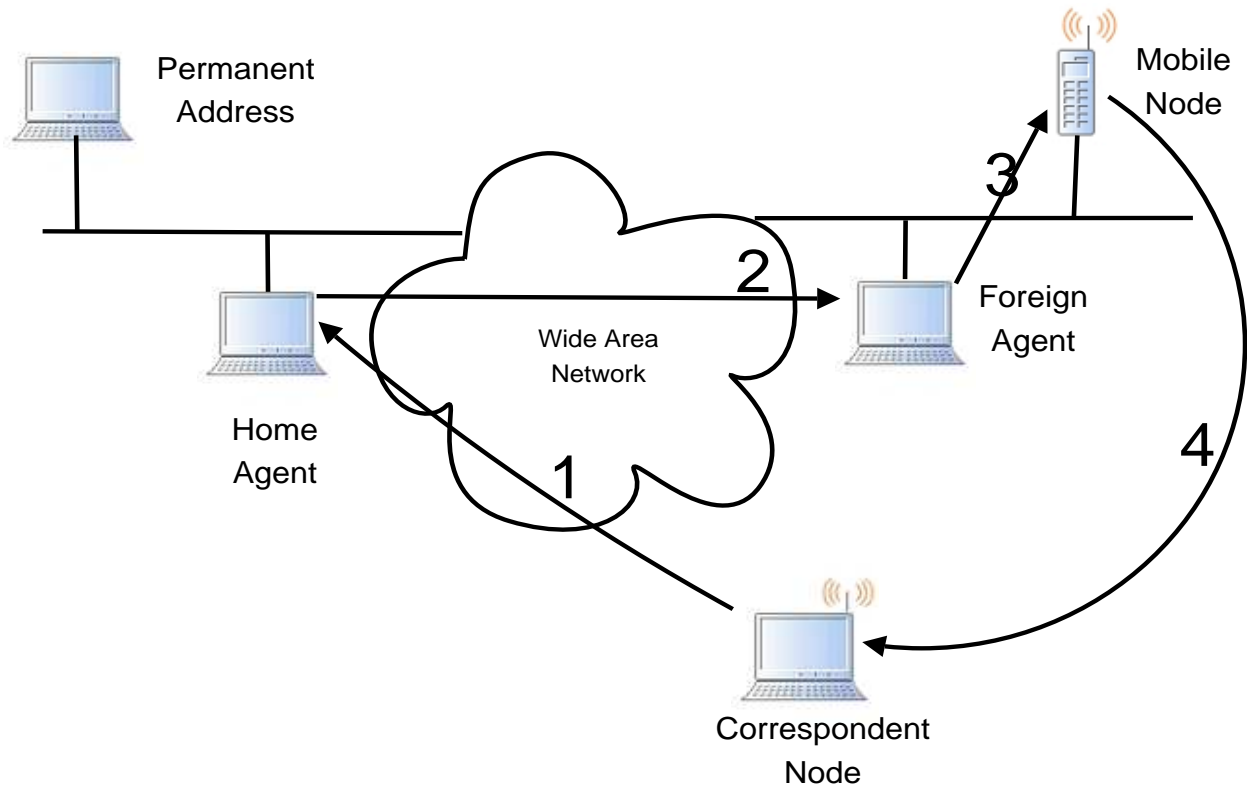 Permanent
Address
Mobile
Node
3
2
Wide Area
Network
Foreign
Agent
Home
Agent
1
4
Correspondent
Node